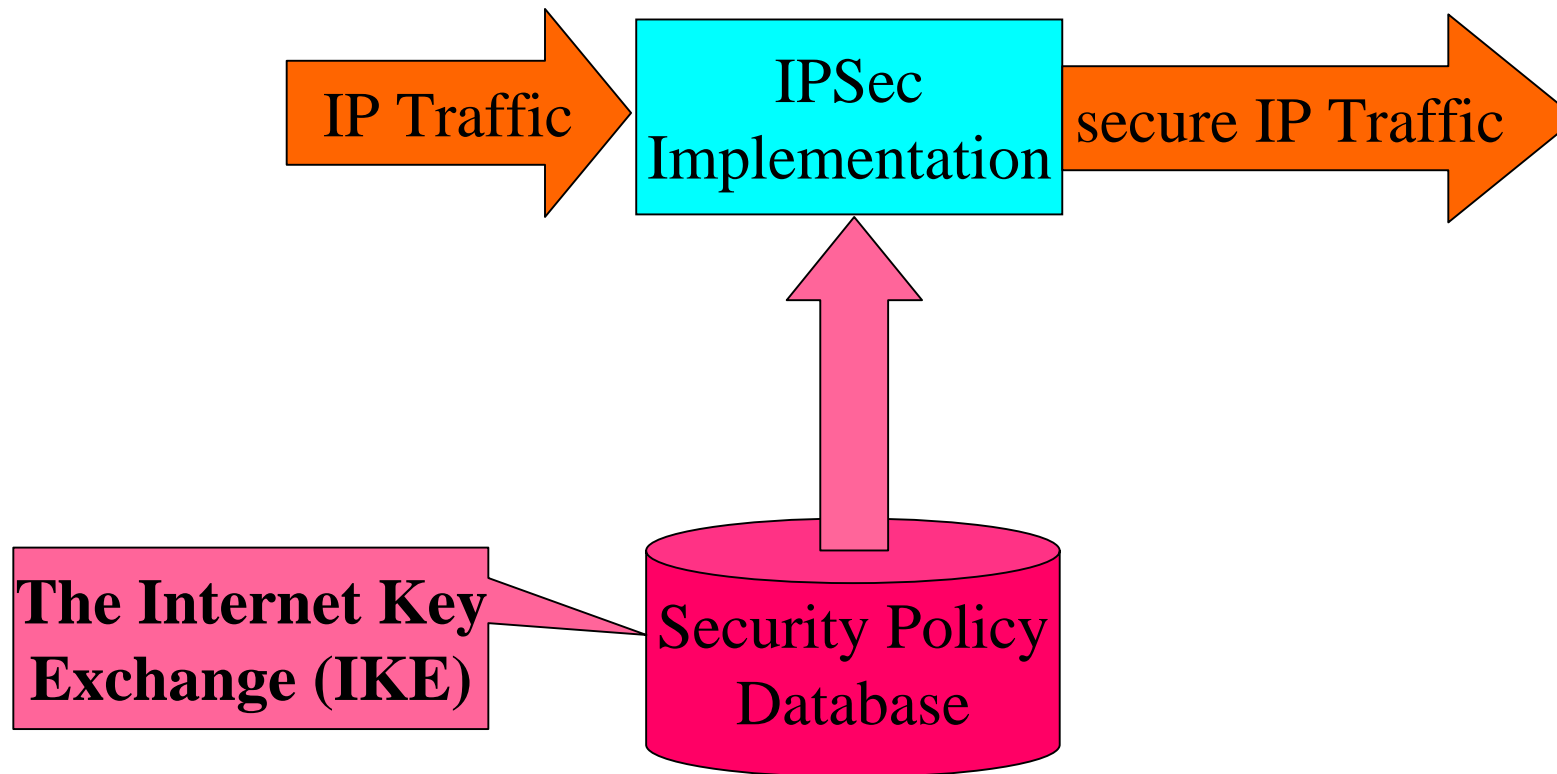 IP Traffic
IPSec
Implementation
secure IP Traffic
The Internet Key
Exchange (IKE)
Security Policy
Database